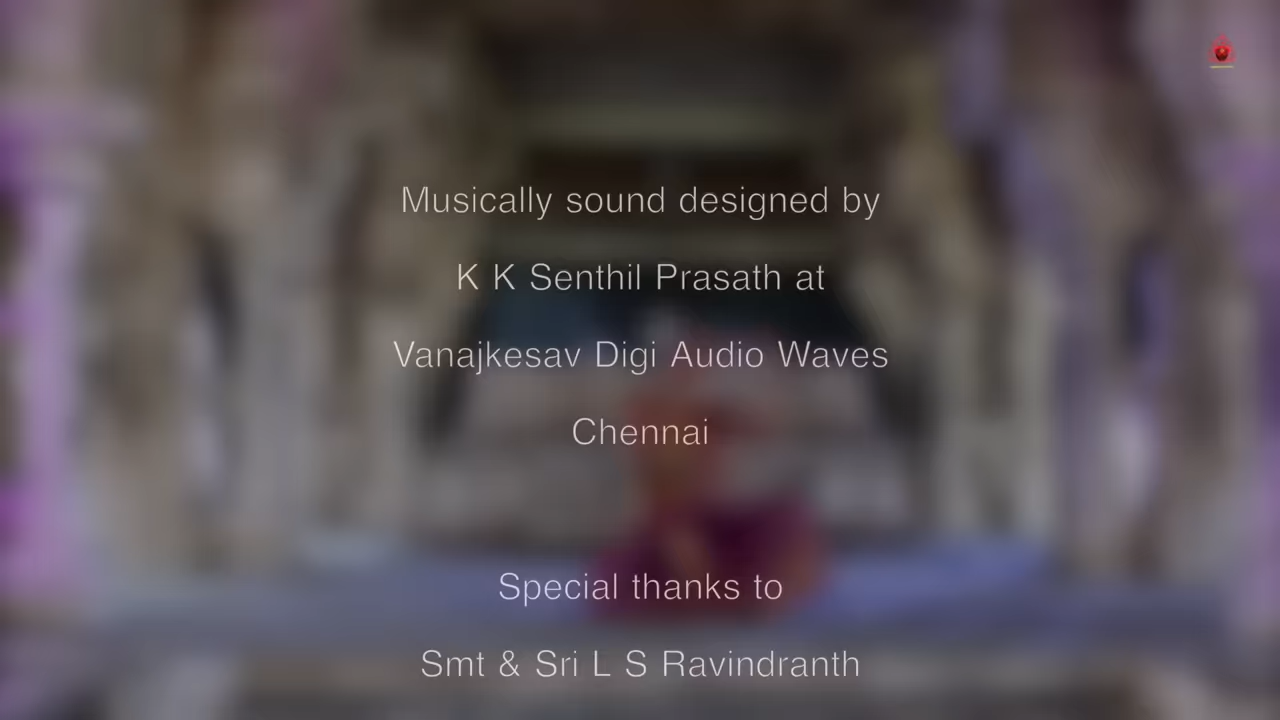 Musically sound designed by
K K Senthil Prasath at
Vanajkesav Digi Audio Waves
Chennai
Special thanks to
Smt & Sri L S Ravindranth